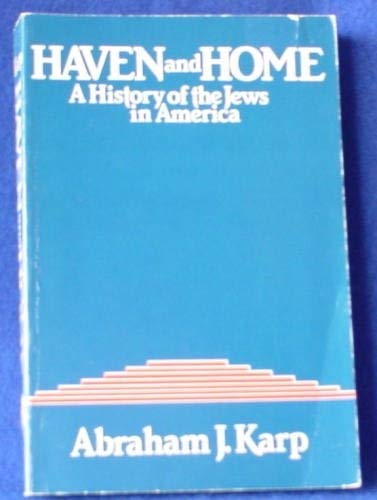 HAVEN and HOME
A History of the Jews
in America
Abraham J. Karp